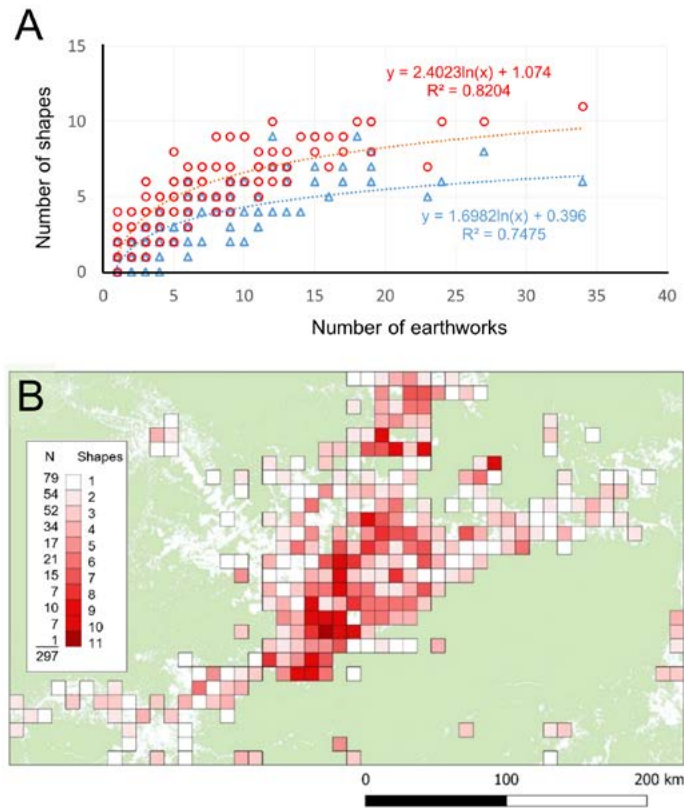 A
Number of shapes
15
10
5
0
y = 2.4023ln(x) + 1.074
R² = 0.8204
y = 1.6982ln(x) + 0.396
R² = 0.7475
0 5 10 15 20 25 30 35 40
Number of earthworks
B
N Shapes
79 1
54 2
52 3
34 4
17 5
21 6
15 7
7 8
10 9
7 10
1 11
297
0 100 200 km